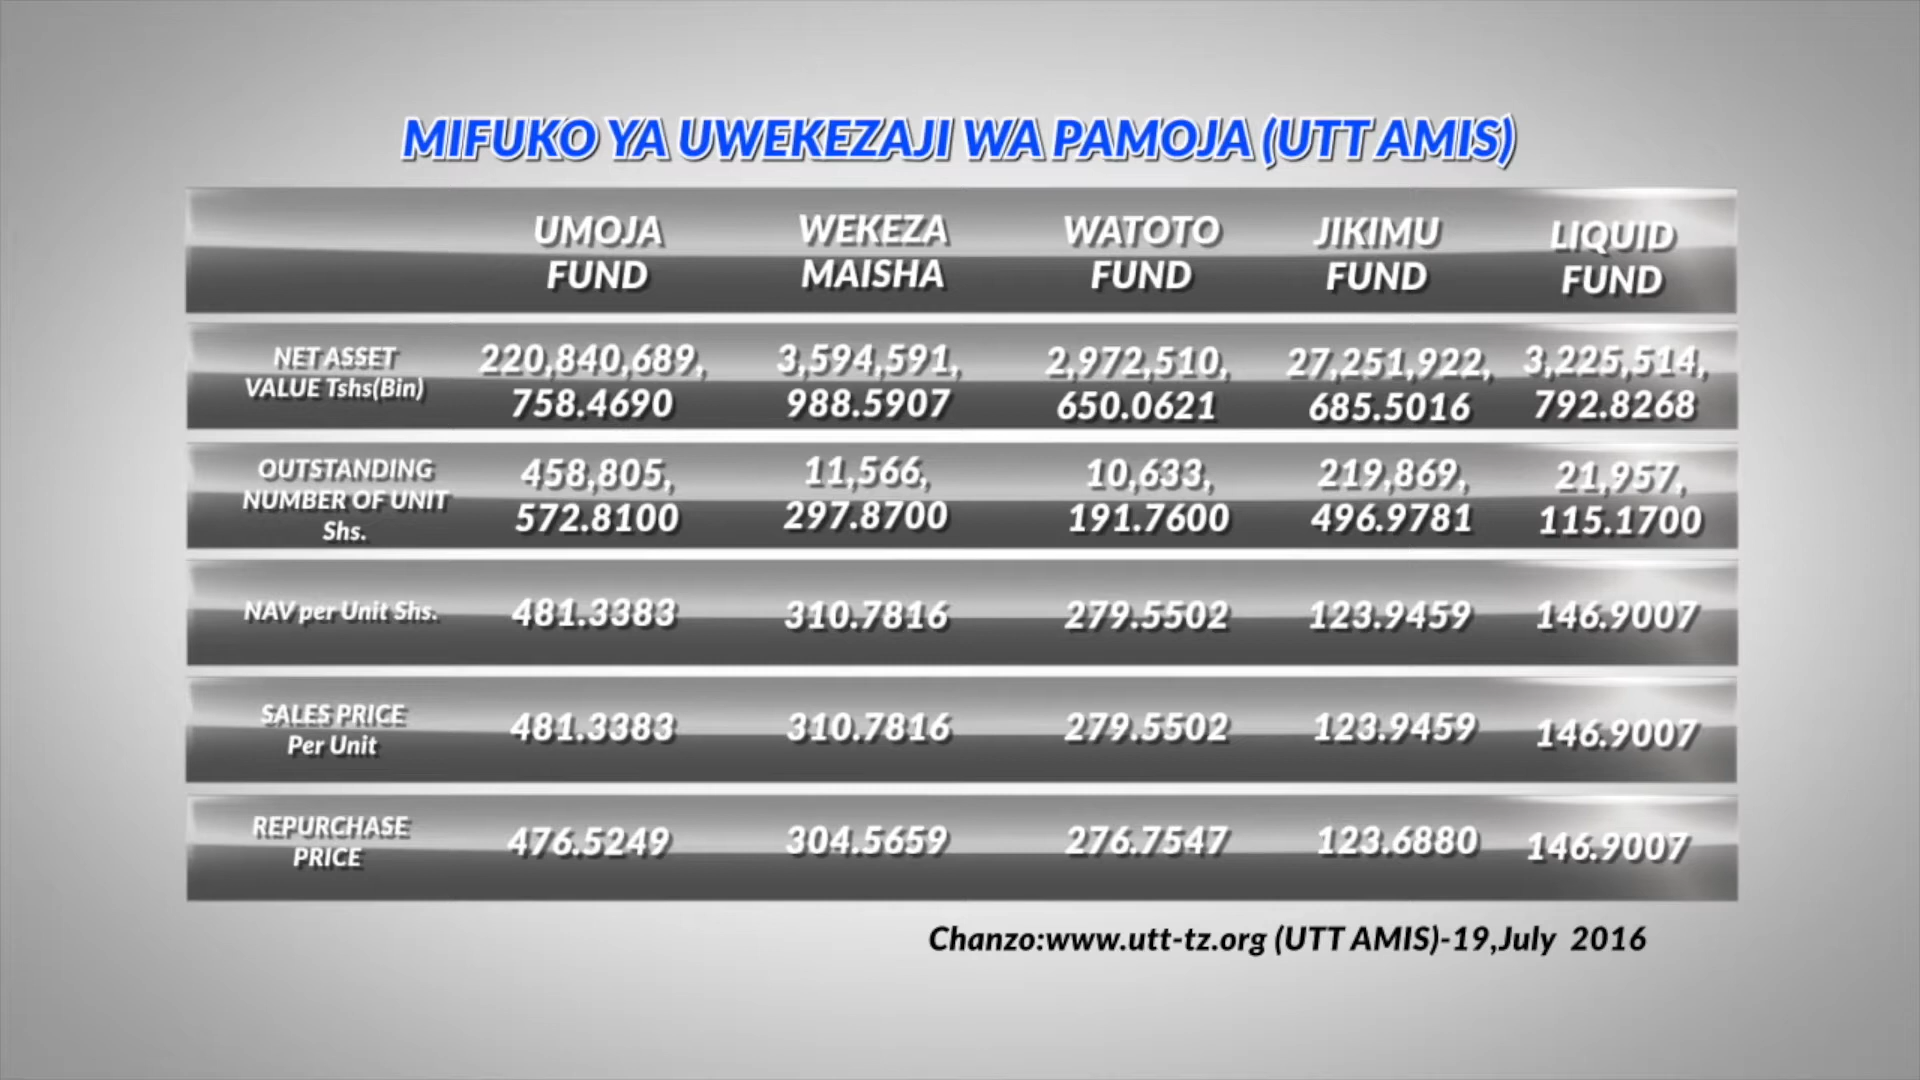 MIFUKO YA UWEKEZAJI WA PAMOJA (UTT AMIS)
UMOJA FUND
WEKEZA MAISHA
WATOTO FUND
JIKIMU FUND
LIQUID FUND
NET ASSET
VALUE Tshs(Bin)
220,840,689,
758.4690
3,594,591,
988.5907
2,972,510,
650.0621
27,251,922,
685.5016
3,225,514,
792.8268
OUTSTANDING
NUMBER OF UNIT
Shs.
458,805,
572.8100
11,566,
297.8700
10,633,
191.7600
219,869,
496.9781
21,957,
115.1700
NAV per Unit Shs.
481.3383
310.7816
279.5502
123.9459
146.9007
SALES PRICE
Per Unit
481.3383
310.7816
279.5502
123.9459
146.9007
REPURCHASE
PRICE
476.5249
304.5659
276.7547
123.6880
146.9007
Chanzo:www.utt-tz.org (UTT AMIS)-19,July 2016